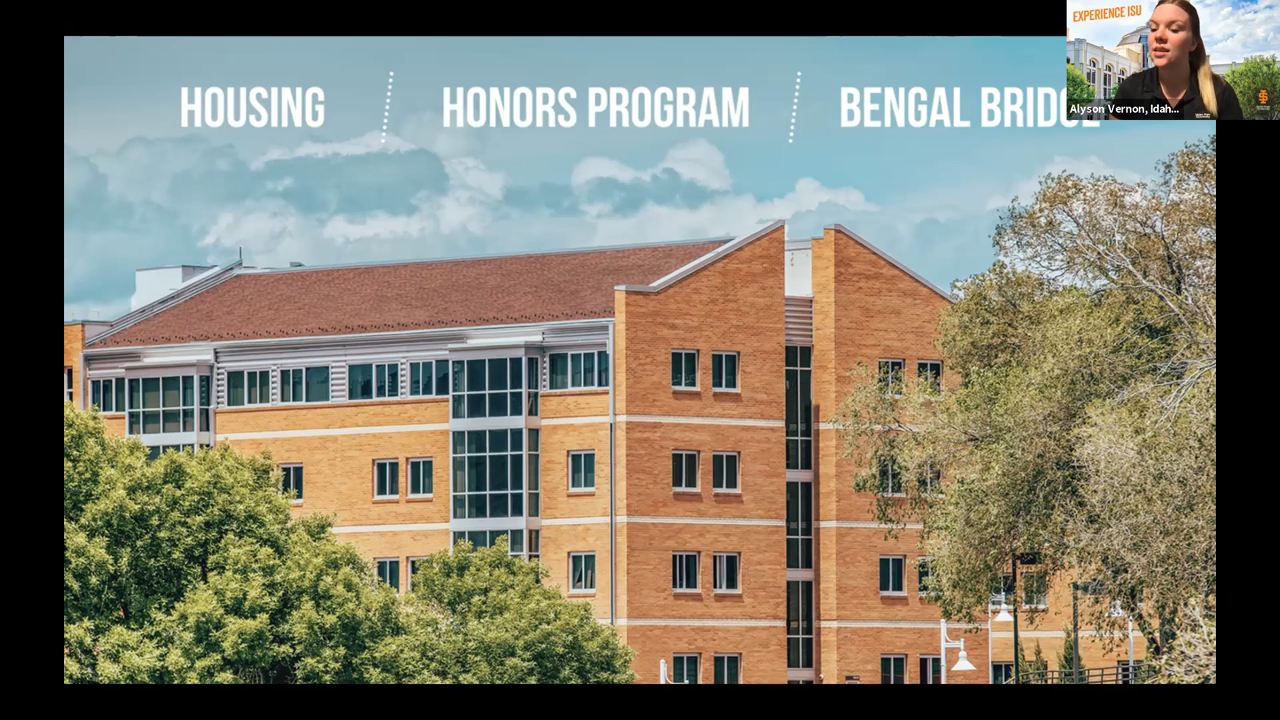 EXPERIENCE ISU
HOUSING
HONORS PROGRAM
BENGAL BRIDGE
Alyson Vernon, Idah...